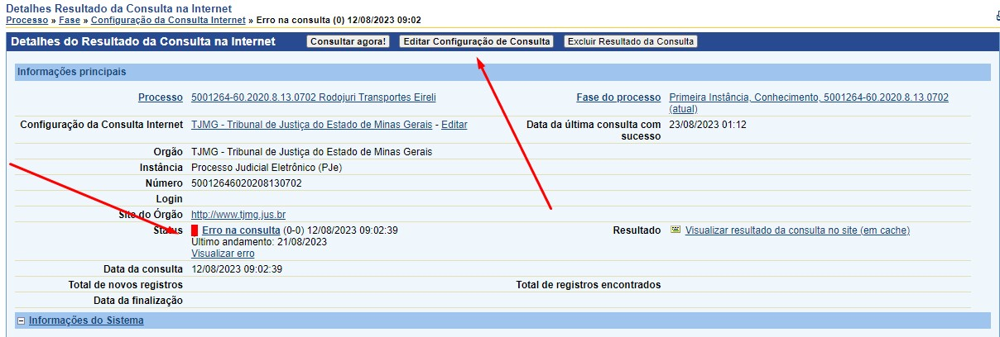 Detalhes Resultado da Consulta na Internet
Processo » Fase » Configuração da Consulta Internet » Erro na consulta (0) 12/08/2023 09:02
Detalhes do Resultado da Consulta na Internet Consultar agora! Editar Configuração de Consulta Excluir Resultado da Consulta
Informações principais
Processo 5001264-60.2020.8.13.0702 Rodojuri Transportes Eireli Fase do processo Primeira Instância, Conhecimento, 5001264-60.2020.8.13.0702
(atual)
Configuração da Consulta Internet TJMG - Tribunal de Justiça do Estado de Minas Gerais - Editar Data da última consulta com 23/08/2023 01:12
sucesso
Orgão TJMG - Tribunal de Justiça do Estado de Minas Gerais
Instância Processo Judicial Eletrônico (PJe)
Número 50012646020208130702
Login
Site do Órgão http://www.tjmg.jus.br
Status Erro na consulta (0-0) 12/08/2023 09:02:39 Resultado Visualizar resultado da consulta no site (em cache)
Ultimo andamento: 21/08/2023
Visualizar erro
Data da consulta 12/08/2023 09:02:39
Total de novos registros Total de registros encontrados
Data da finalização
Informações do Sistema